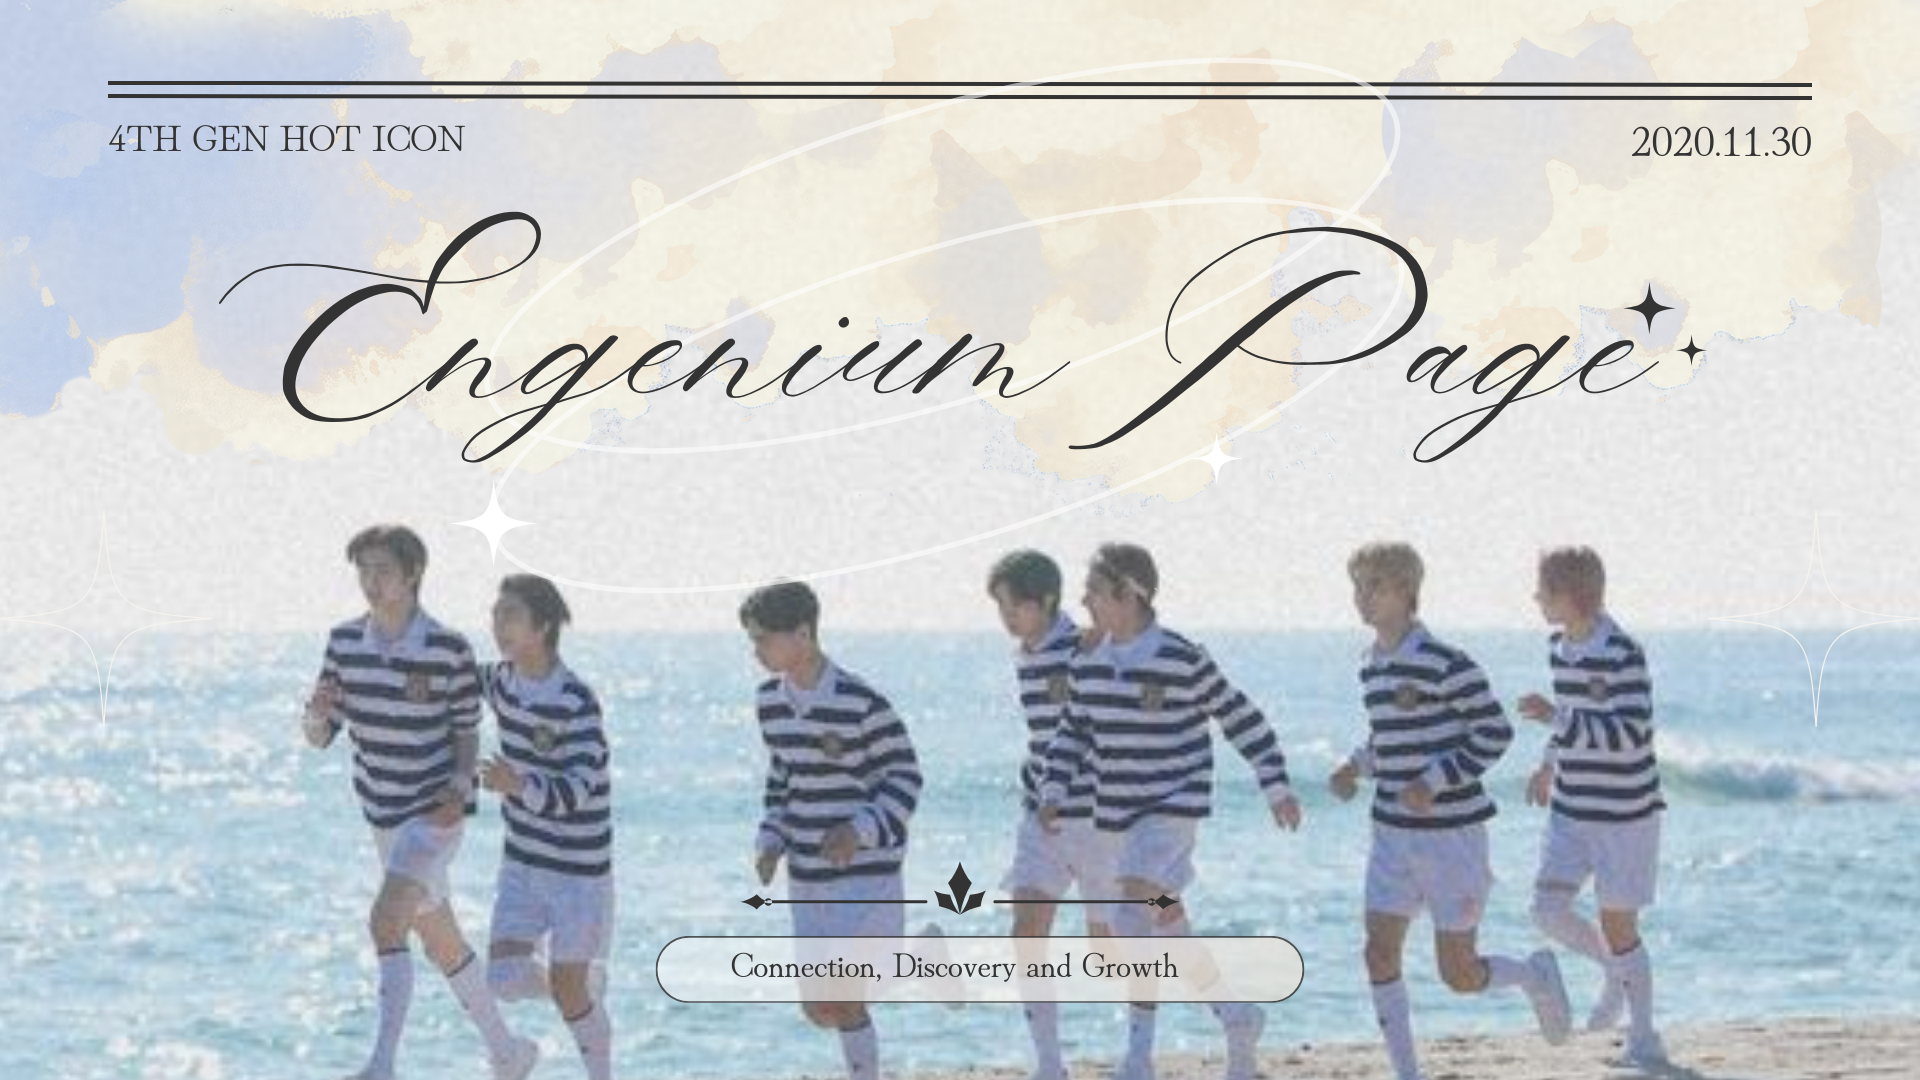 4TH GEN HOT ICON
2020.11.30
Engenium Page
Connection, Discovery and Growth